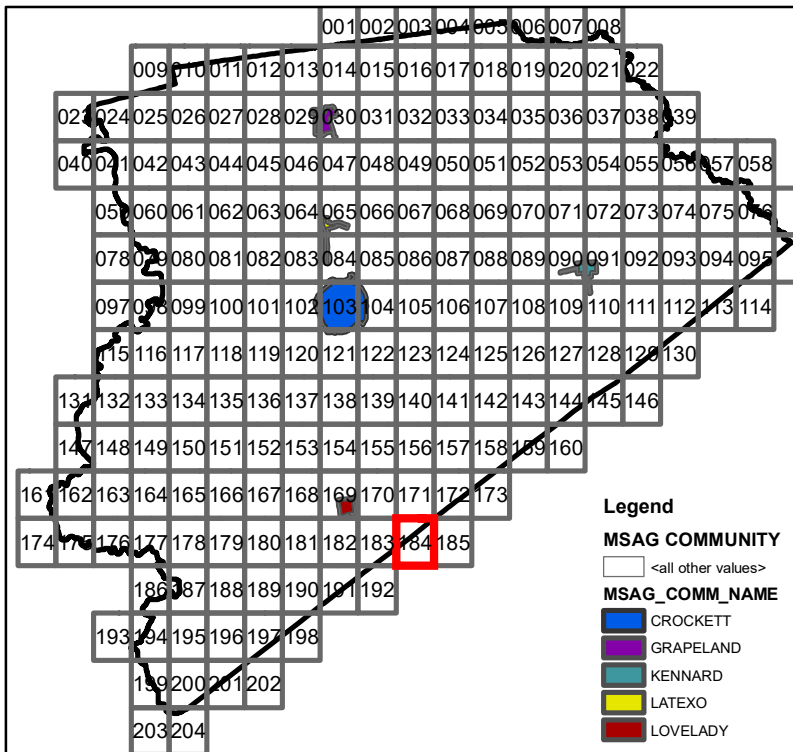 001 002 003 004 005 006 007 008
009 010 011 012 013 014 015 016 017 018 019 020 021 022
023 024 025 026 027 028 029 030 031 032 033 034 035 036 037 038 039
040 041 042 043 044 045 046 047 048 049 050 051 052 053 054 055 056 057 058
059 060 061 062 063 064 065 066 067 068 069 070 071 072 073 074 075 076
078 079 080 081 082 083 084 085 086 087 088 089 090 091 092 093 094 095
097 098 099 100 101 102 103 104 105 106 107 108 109 110 111 112 113 114
115 116 117 118 119 120 121 122 123 124 125 126 127 128 129 130
131 132 133 134 135 136 137 138 139 140 141 142 143 144 145 146
147 148 149 150 151 152 153 154 155 156 157 158 159 160
161 162 163 164 165 166 167 168 169 170 171 172 173
174 175 176 177 178 179 180 181 182 183 184 185
186 187 188 189 190 191 192
193 194 195 196 197 198
199 200 201 202
203 204
Legend
MSAG COMMUNITY
<all other values>
MSAG_COMM_NAME
CROCKETT
GRAPELAND
KENNARD
LATEXO
LOVELADY